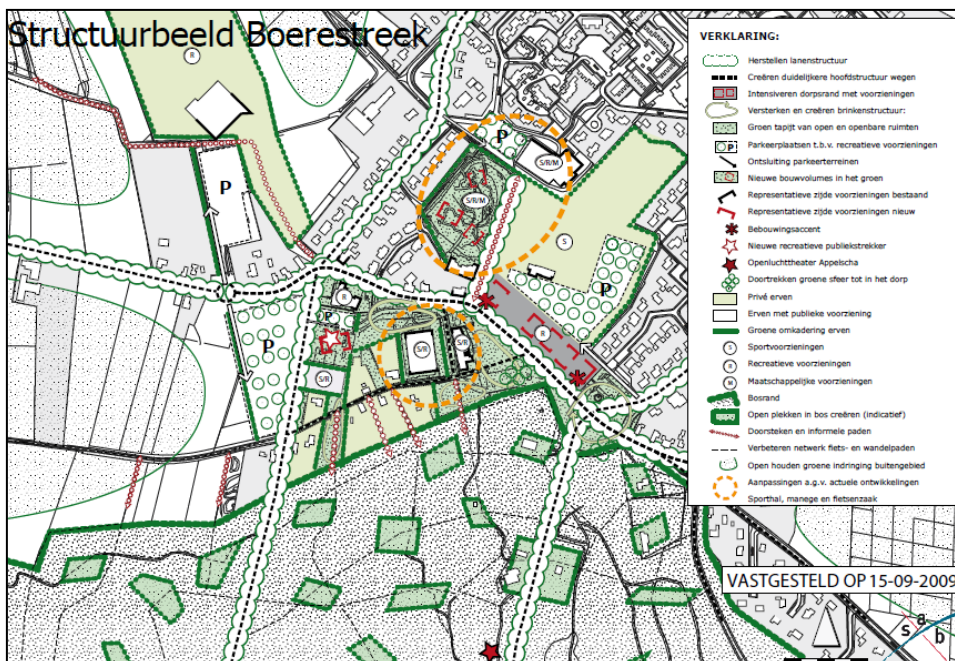 Structuurbeeld Boerestreek
VERKLARING:
Herstellen lanenstructuur
Creëren duidelijkere hoofdstructuur wegen
Intensiveren dorpsrand met voorzieningen
Versterken en creëren brinkenstructuur:
Groen tapijt van open en openbare ruimten
P Parkeerplaatsen t.b.v. recreatieve voorzieningen
Ontsluiting parkeerterreinen
Nieuwe bouwvolumes in het groen
Representatieve zijde voorzieningen bestaand
Representatieve zijde voorzieningen nieuw
Bebouwingsaccent
Nieuwe recreatieve publiekstrekker
Openluchttheater Appelscha
Doortrekken groene sfeer tot in het dorp
Privé erven
Erven met publieke voorziening
Groene omkadering erven
S Sportvoorzieningen
R Recreatieve voorzieningen
M Maatschappelijke voorzieningen
Bosrand
Open plekken in bos creëren (indicatief)
Doorsteken en informele paden
Verbeteren netwerk fiets- en wandelpaden
Open houden groene indringing buitengebied
Aanpassingen a.g.v. actuele ontwikkelingen
Sporthal, manege en fietsenzaak
R
P
S/R/M
P
S/R/M
S
P
R
P
P
S/R
S/R
S/R
R
VASTGESTELD OP 15-09-2009
s a b